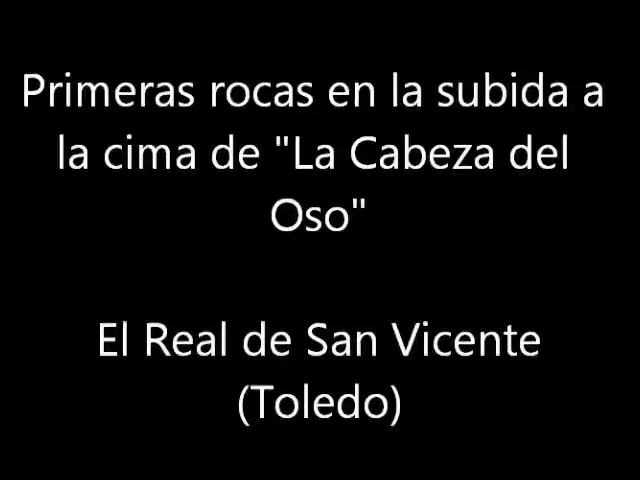 Primeras rocas en la subida a
la cima de "La Cabeza del
Oso"
El Real de San Vicente
(Toledo)